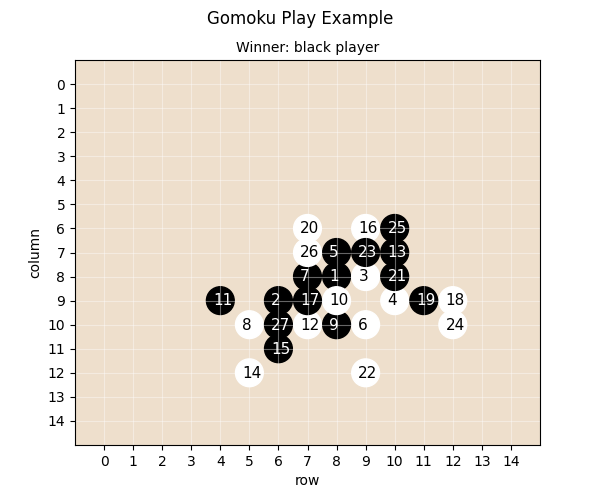 Gomoku Play Example
Winner: black player
0
1
2
3
4
5
6 20 16 25
7 26 5 23 13
8 7 1 3 21
9 11 2 17 10 4 19 18
10 8 27 12 9 6 24
11 15
12 14 22
13
14
column
0 1 2 3 4 5 6 7 8 9 10 11 12 13 14
row